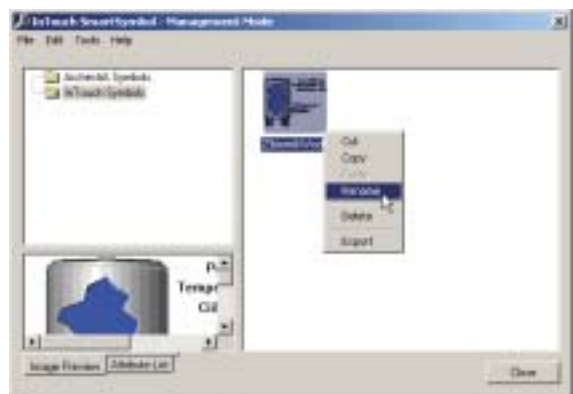 InTouch SmartSymbol - Management Mode
File Edit Tools Help
ArchestrA Symbols
InTouch Symbols
Cut
Copy
Paste
Rename
Delete
Export
Image Preview Attribute List
Close